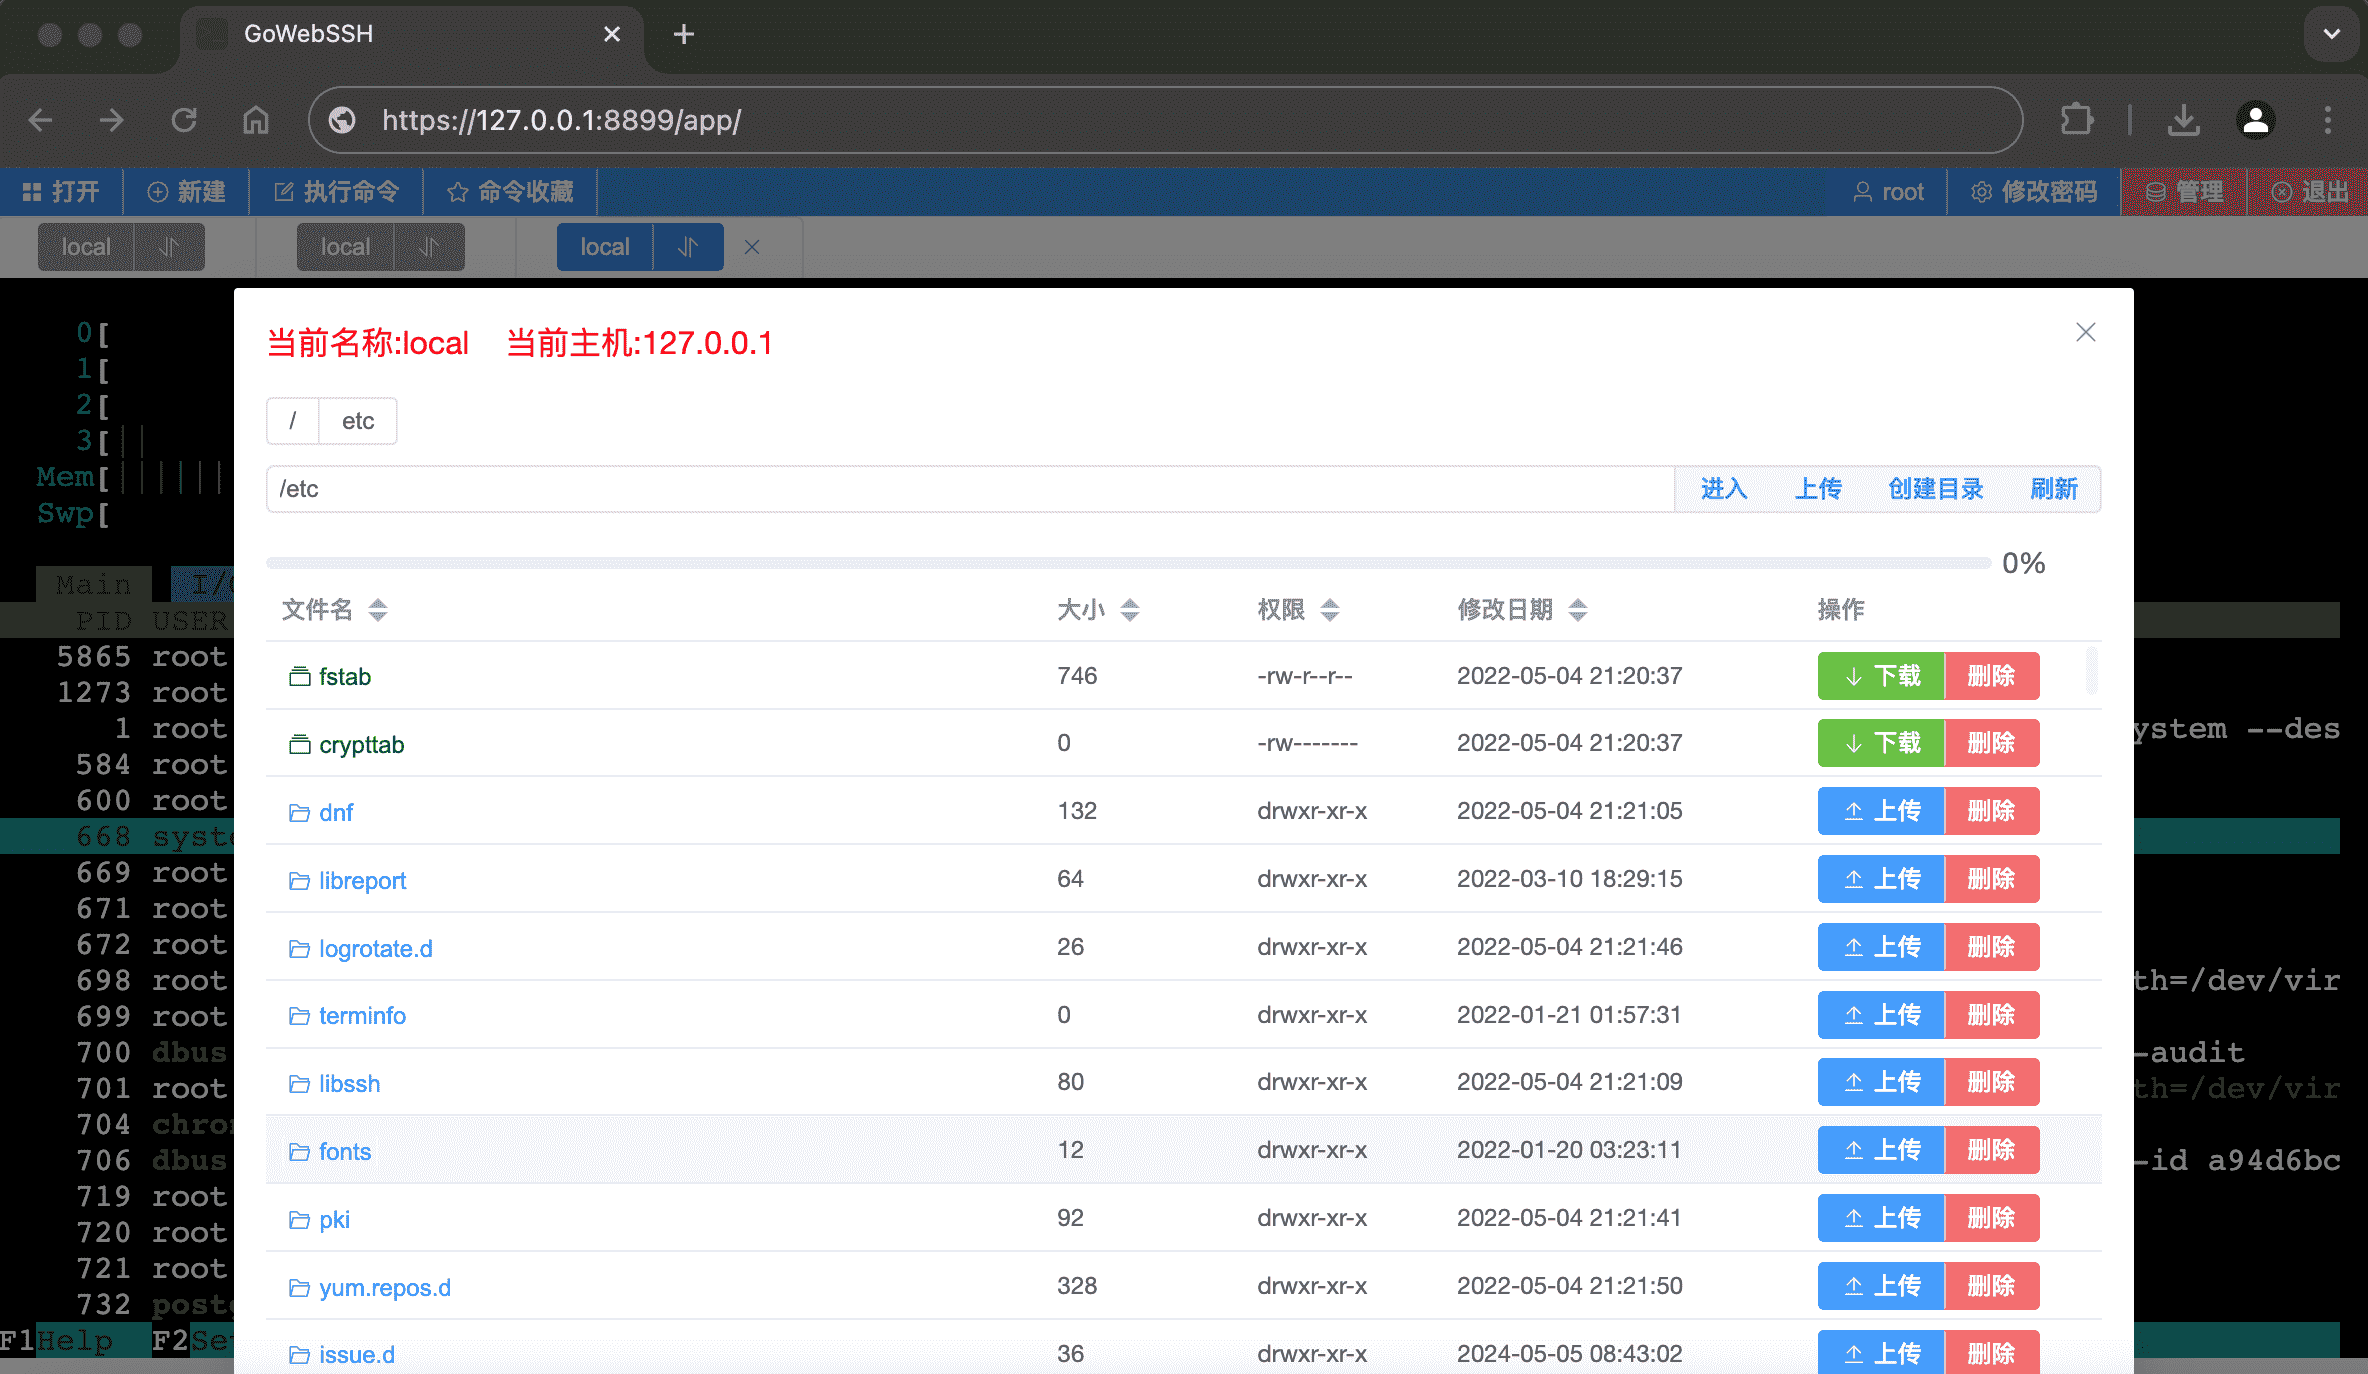 GoWebSSH
https://127.0.0.1:8899/app/
打开 新建 执行命令 命令收藏 root 修改密码 管理 退出
local local local
当前名称:local 当前主机:127.0.0.1
/ etc
/etc 进入 上传 创建目录 刷新
0%
文件名 大小 权限 修改日期 操作
fstab 746 -rw-r--r-- 2022-05-04 21:20:37 下载 删除
crypttab 0 -rw------- 2022-05-04 21:20:37 下载 删除
dnf 132 drwxr-xr-x 2022-05-04 21:21:05 上传 删除
libreport 64 drwxr-xr-x 2022-03-10 18:29:15 上传 删除
logrotate.d 26 drwxr-xr-x 2022-05-04 21:21:46 上传 删除
terminfo 0 drwxr-xr-x 2022-01-21 01:57:31 上传 删除
libssh 80 drwxr-xr-x 2022-05-04 21:21:09 上传 删除
fonts 12 drwxr-xr-x 2022-01-20 03:23:11 上传 删除
pki 92 drwxr-xr-x 2022-05-04 21:21:41 上传 删除
yum.repos.d 328 drwxr-xr-x 2022-05-04 21:21:50 上传 删除
issue.d 36 drwxr-xr-x 2024-05-05 08:43:02 上传 删除
0[
1[
2[
3[
Mem[
Swp[
Main I/
PID USER
5865 root
1273 root
1 root ystem --des
584 root
600 root
668 syst
669 root
671 root
672 root
698 root th=/dev/vir
699 root
700 dbus -audit
701 root th=/dev/vir
704 chro
706 dbus -id a94d6bc
719 root
720 root
721 root
732 post
F1Help F2Se